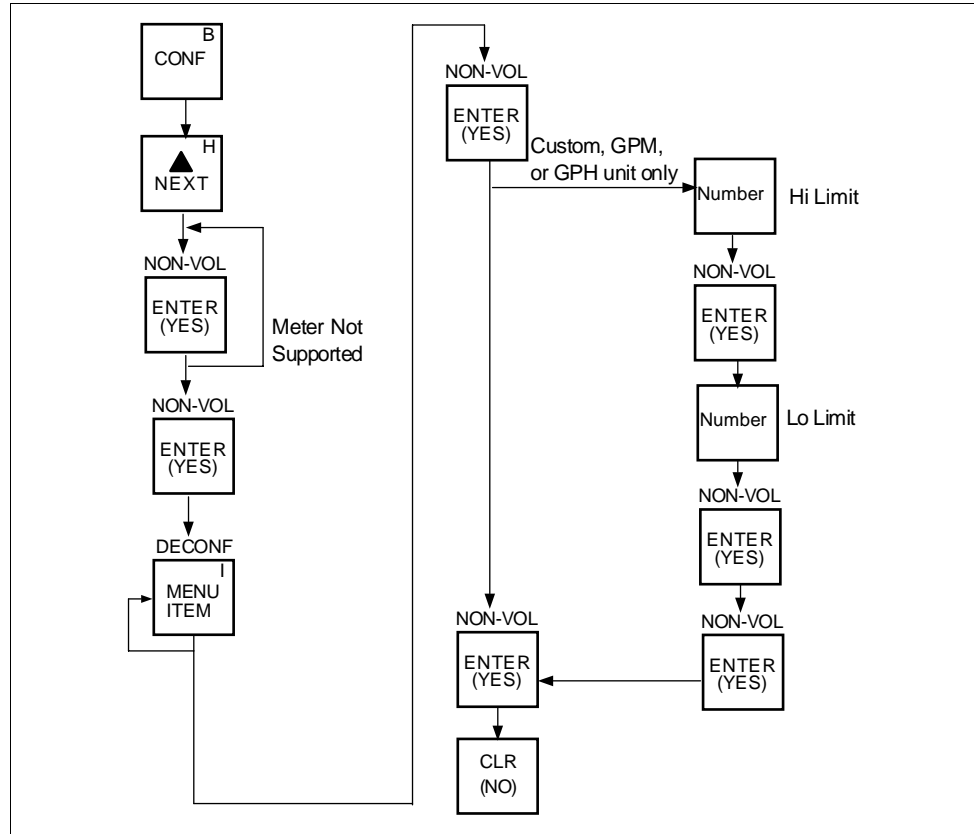 B
CONF
H
NEXT
NON-VOL
ENTER
(YES)
Meter Not
Supported
NON-VOL
ENTER
(YES)
DECONF
I
MENU
ITEM
NON-VOL
ENTER
(YES)
Custom, GPM,
or GPH unit only
Number
Hi Limit
NON-VOL
ENTER
(YES)
Number
Lo Limit
NON-VOL
ENTER
(YES)
NON-VOL
ENTER
(YES)
NON-VOL
ENTER
(YES)
CLR
(NO)